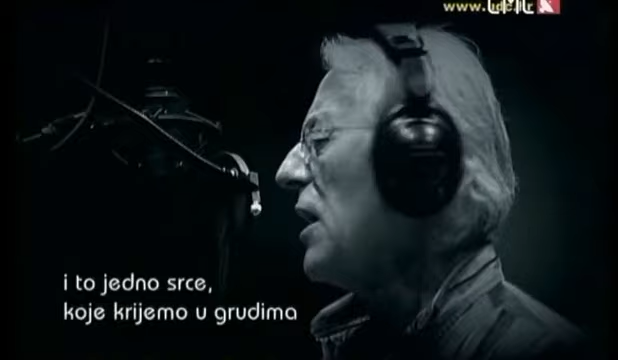 i to jedno srce,
koje krijemo u grudima